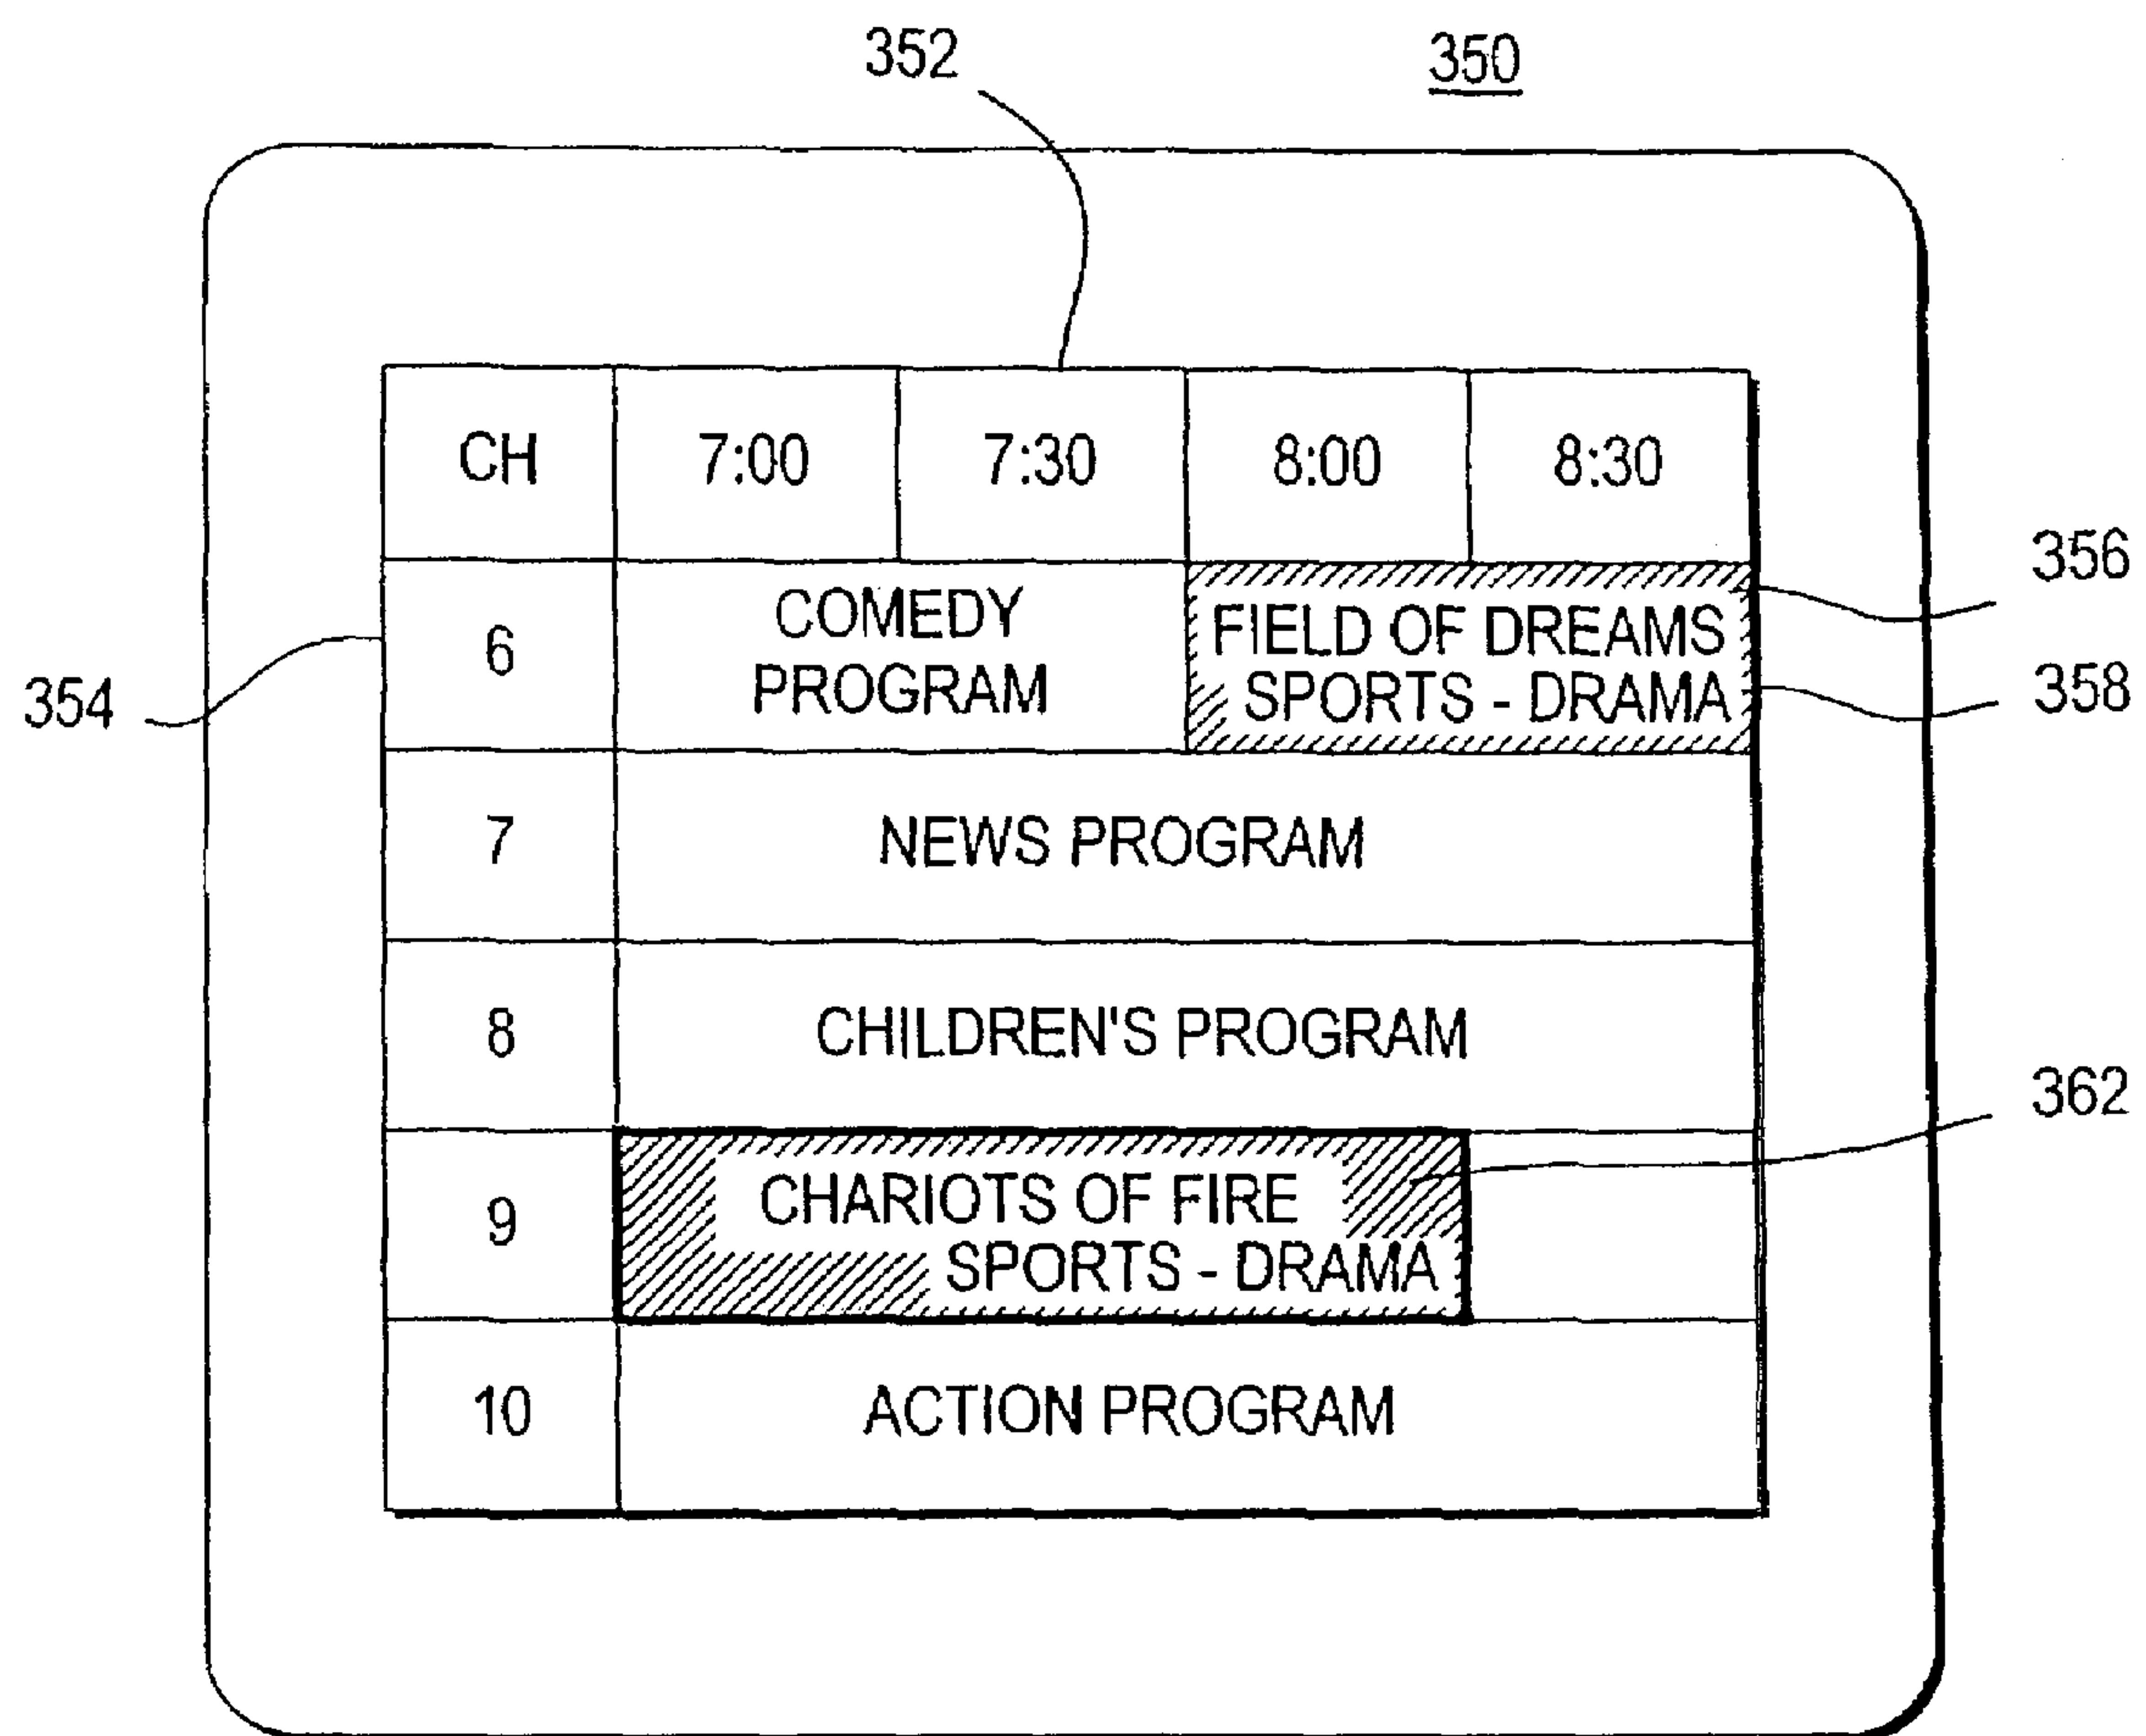 352
350
CH 7:00 7:30 8:00 8:30
356
6 COMEDY PROGRAM FIELD OF DREAMS SPORTS - DRAMA
358
354
7 NEWS PROGRAM
8 CHILDREN'S PROGRAM
362
9 CHARIOTS OF FIRE SPORTS - DRAMA
10 ACTION PROGRAM